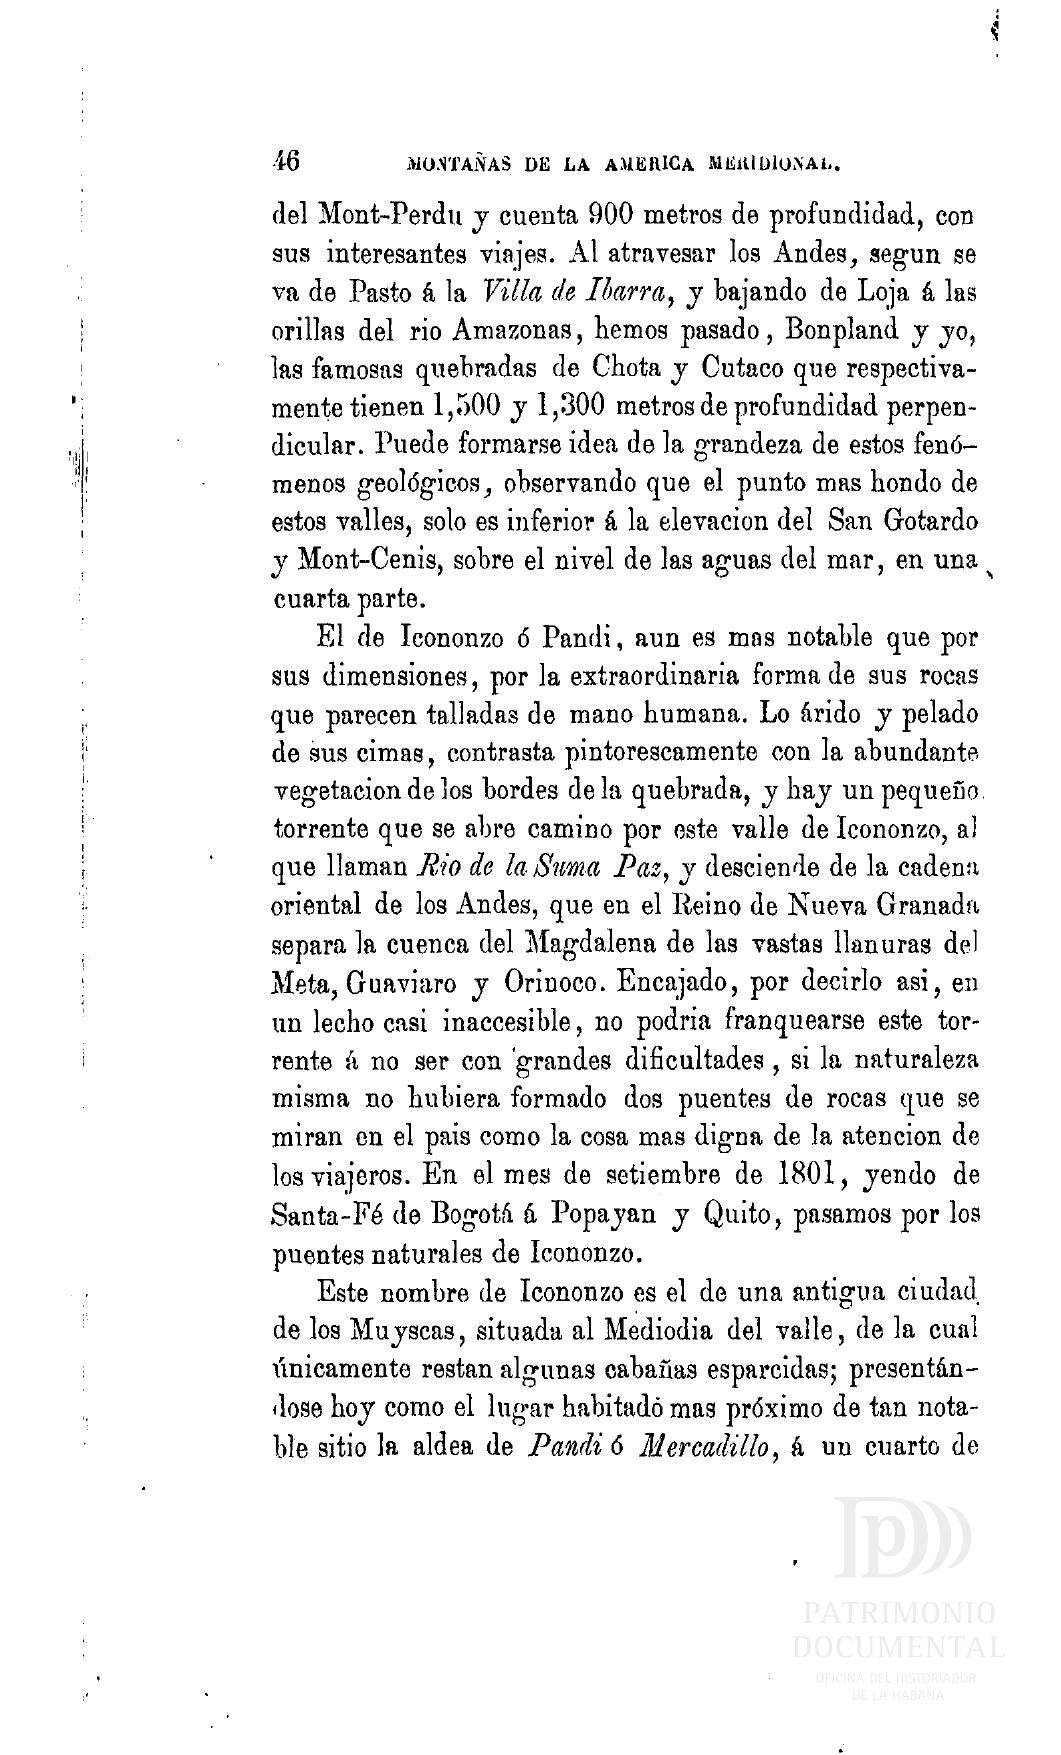 46 MONTAÑAS DE LA AMERICA MERIDIONAL.
del Mont-Perdu y cuenta 900 metros de profundidad, con
sus interesantes viajes. Al atravesar los Andes, segun se
va de Pasto á la Villa de Ibarra, y bajando de Loja á las
orillas del rio Amazonas, hemos pasado, Bonpland y yo,
las famosas quebradas de Chota y Cutaco que respectiva-
mente tienen 1,500 y 1,300 metros de profundidad perpen-
dicular. Puede formarse idea de la grandeza de estos fenó-
menos geológicos, observando que el punto mas hondo de
estos valles, solo es inferior á la elevacion del San Gotardo
y Mont-Cenis, sobre el nivel de las aguas del mar, en una
cuarta parte.
El de Icononzo ó Pandi, aun es mas notable que por
sus dimensiones, por la extraordinaria forma de sus rocas
que parecen talladas de mano humana. Lo árido y pelado
de sus cimas, contrasta pintorescamente con la abundante
vegetacion de los bordes de la quebrada, y hay un pequeño
torrente que se abre camino por este valle de Icononzo, al
que llaman Rio de la Suma Paz, y desciende de la cadena
oriental de los Andes, que en el Reino de Nueva Granada
separa la cuenca del Magdalena de las vastas llanuras del
Meta, Guaviaro y Orinoco. Encajado, por decirlo asi, en
un lecho casi inaccesible, no podria franquearse este tor-
rente á no ser con grandes dificultades, si la naturaleza
misma no hubiera formado dos puentes de rocas que se
miran en el pais como la cosa mas digna de la atencion de
los viajeros. En el mes de setiembre de 1801, yendo de
Santa-Fé de Bogotá á Popayan y Quito, pasamos por los
puentes naturales de Icononzo.
Este nombre de Icononzo es el de una antigua ciudad
de los Muyscas, situada al Mediodia del valle, de la cual
únicamente restan algunas cabañas esparcidas; presentán-
dose hoy como el lugar habitado mas próximo de tan nota-
ble sitio la aldea de Pandi ó Mercadillo, á un cuarto de
PATRIMONIO
DOCUMENTAL
OFICINA DEL HISTORIADOR
DE LA HABANA